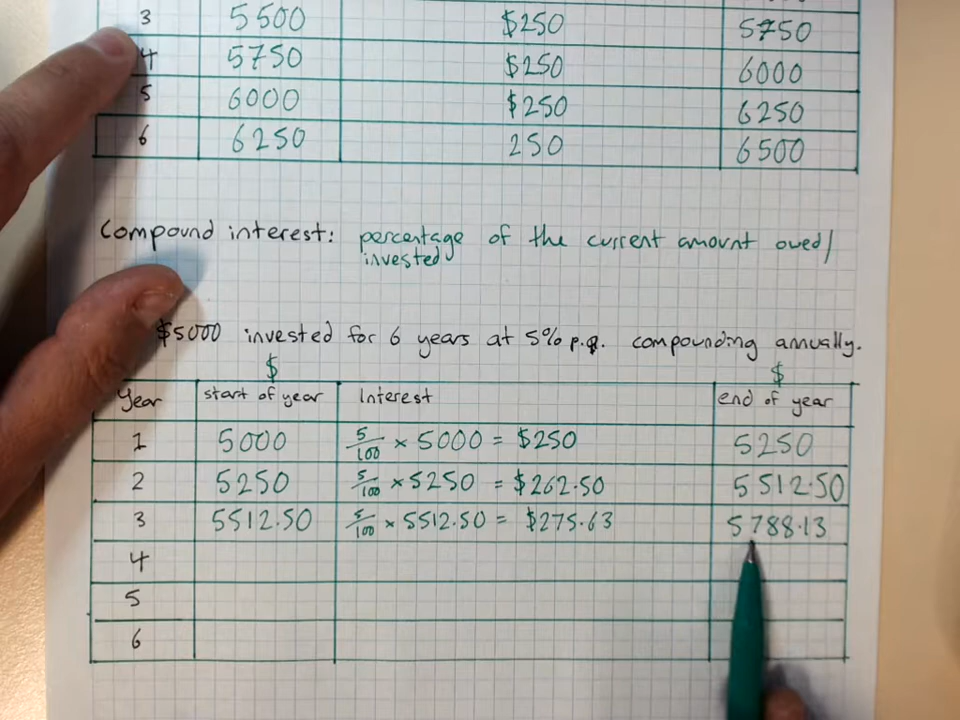 3 5500 $250 5750
4 5750 $250 6000
5 6000 $250 6250
6 6250 250 6500
Compound interest: percentage of the current amount owed/
invested
$5000 invested for 6 years at 5% p.a. compounding annually.
$ $
Year start of year Interest end of year
1 5000 5/100 × 5000 = $250 5250
2 5250 5/100 × 5250 = $262.50 5512.50
3 5512.50 5/100 × 5512.50 = $275.63 5788.13
4
5
6